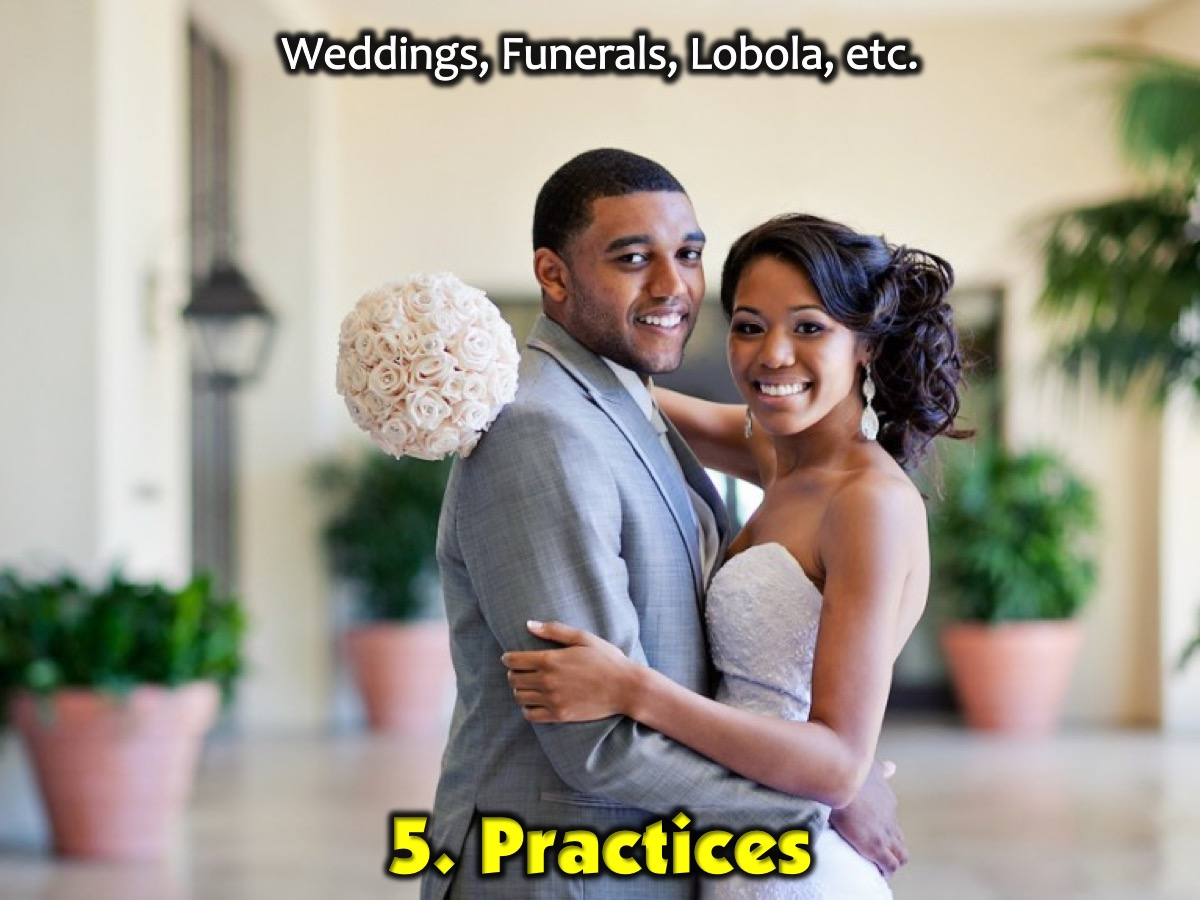 Weddings, Funerals, Lobola, etc.
5. Practices